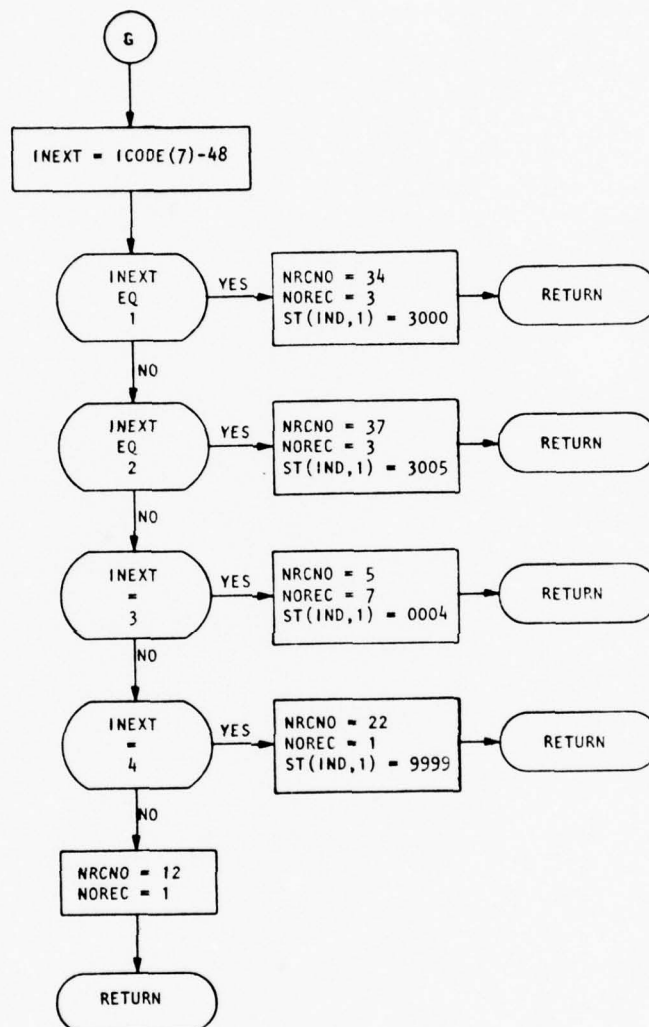 G
INEXT = ICODE(7)-48
INEXT
EQ
1
YES
NRCNO = 34
NOREC = 3
ST(IND,1) = 3000
RETURN
NO
INEXT
EQ
2
YES
NRCNO = 37
NOREC = 3
ST(IND,1) = 3005
RETURN
NO
INEXT
=
3
YES
NRCNO = 5
NOREC = 7
ST(IND,1) = 0004
RETURN
NO
INEXT
=
4
YES
NRCNO = 22
NOREC = 1
ST(IND,1) = 9999
RETURN
NO
NRCNO = 12
NOREC = 1
RETURN